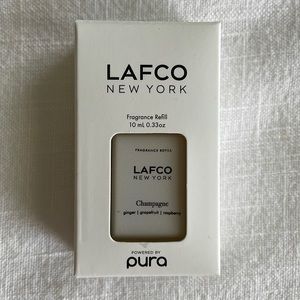 LAFCO
NEW YORK
Fragrance Refill
10 mL 0.33oz
FRAGRANCE REFILL
LAFCO
NEW YORK
Champagne
ginger | grapefruit | raspberry
POWERED BY
pura